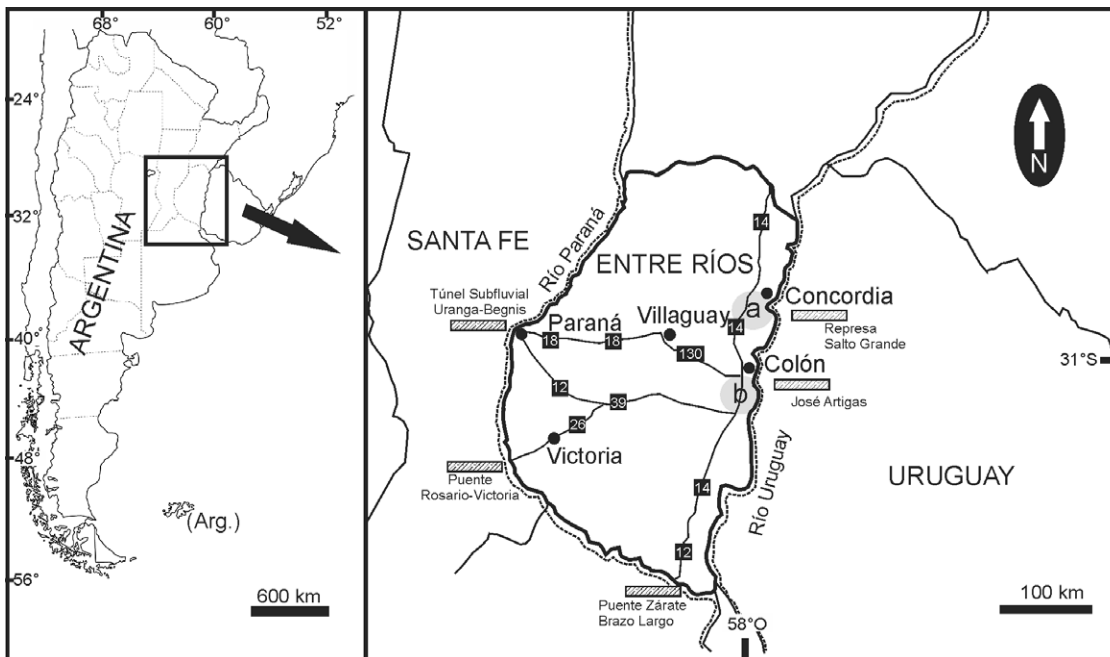 68°
60°
52°
24°
32°
40°
48°
56°
ARGENTINA
(Arg.)
600 km
SANTA FE
Río Paraná
ENTRE RÍOS
N
14
Túnel Subfluvial
Uranga-Begnis
Paraná
Villaguay
a
Concordia
18
18
14
130
Represa
Salto Grande
31°S
Colón
b
José Artigas
12
39
26
Victoria
Puente
Rosario-Victoria
14
Río Uruguay
URUGUAY
12
Puente Zárate
Brazo Largo
58°O
100 km